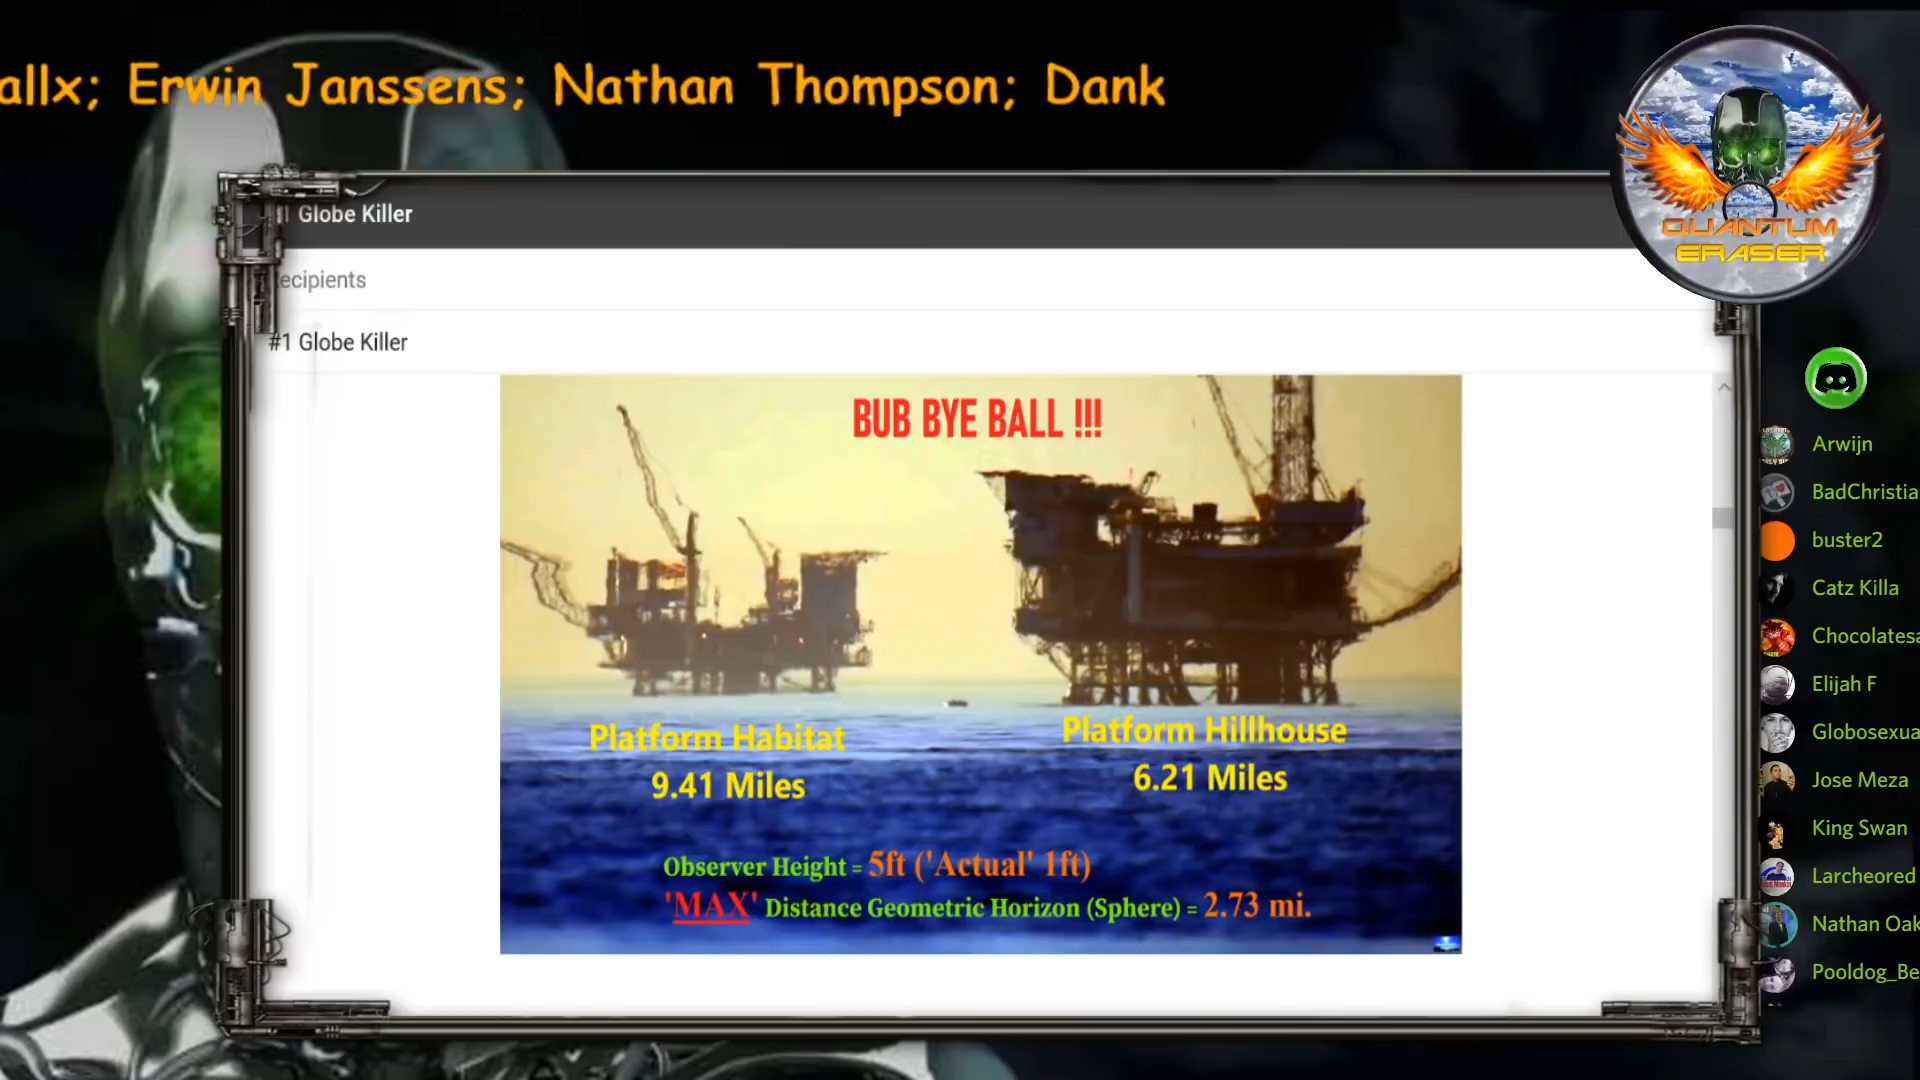 allx; Erwin Janssens; Nathan Thompson; Dank
Globe Killer
ecipients
#1 Globe Killer
BUB BYE BALL !!!
Platform Habitat
9.41 Miles
Platform Hillhouse
6.21 Miles
Observer Height = 5ft ('Actual' 1ft)
'MAX' Distance Geometric Horizon (Sphere) = 2.73 mi.
QUANTUM
ERASER
Arwijn
BadChristia
buster2
Catz Killa
Chocolatesa
Elijah F
Globosexua
Jose Meza
King Swan
Larcheored
Nathan Oak
Pooldog_Be